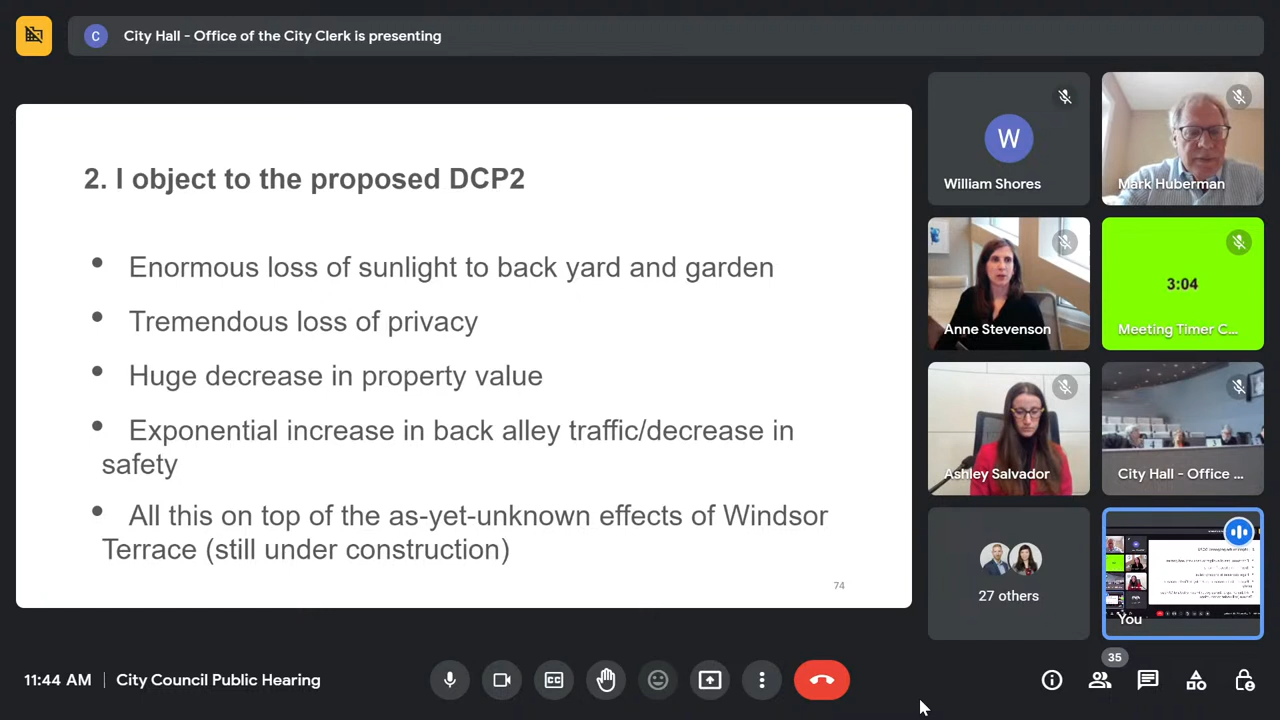 C
City Hall - Office of the City Clerk is presenting
2. I object to the proposed DCP2
• Enormous loss of sunlight to back yard and garden
• Tremendous loss of privacy
• Huge decrease in property value
• Exponential increase in back alley traffic/decrease in
safety
• All this on top of the as-yet-unknown effects of Windsor
Terrace (still under construction)
74
W
William Shores
Mark Huberman
Anne Stevenson
3:04
Meeting Timer C...
Ashley Salvador
City Hall - Office ...
27 others
You
11:44 AM
City Council Public Hearing
CC
35